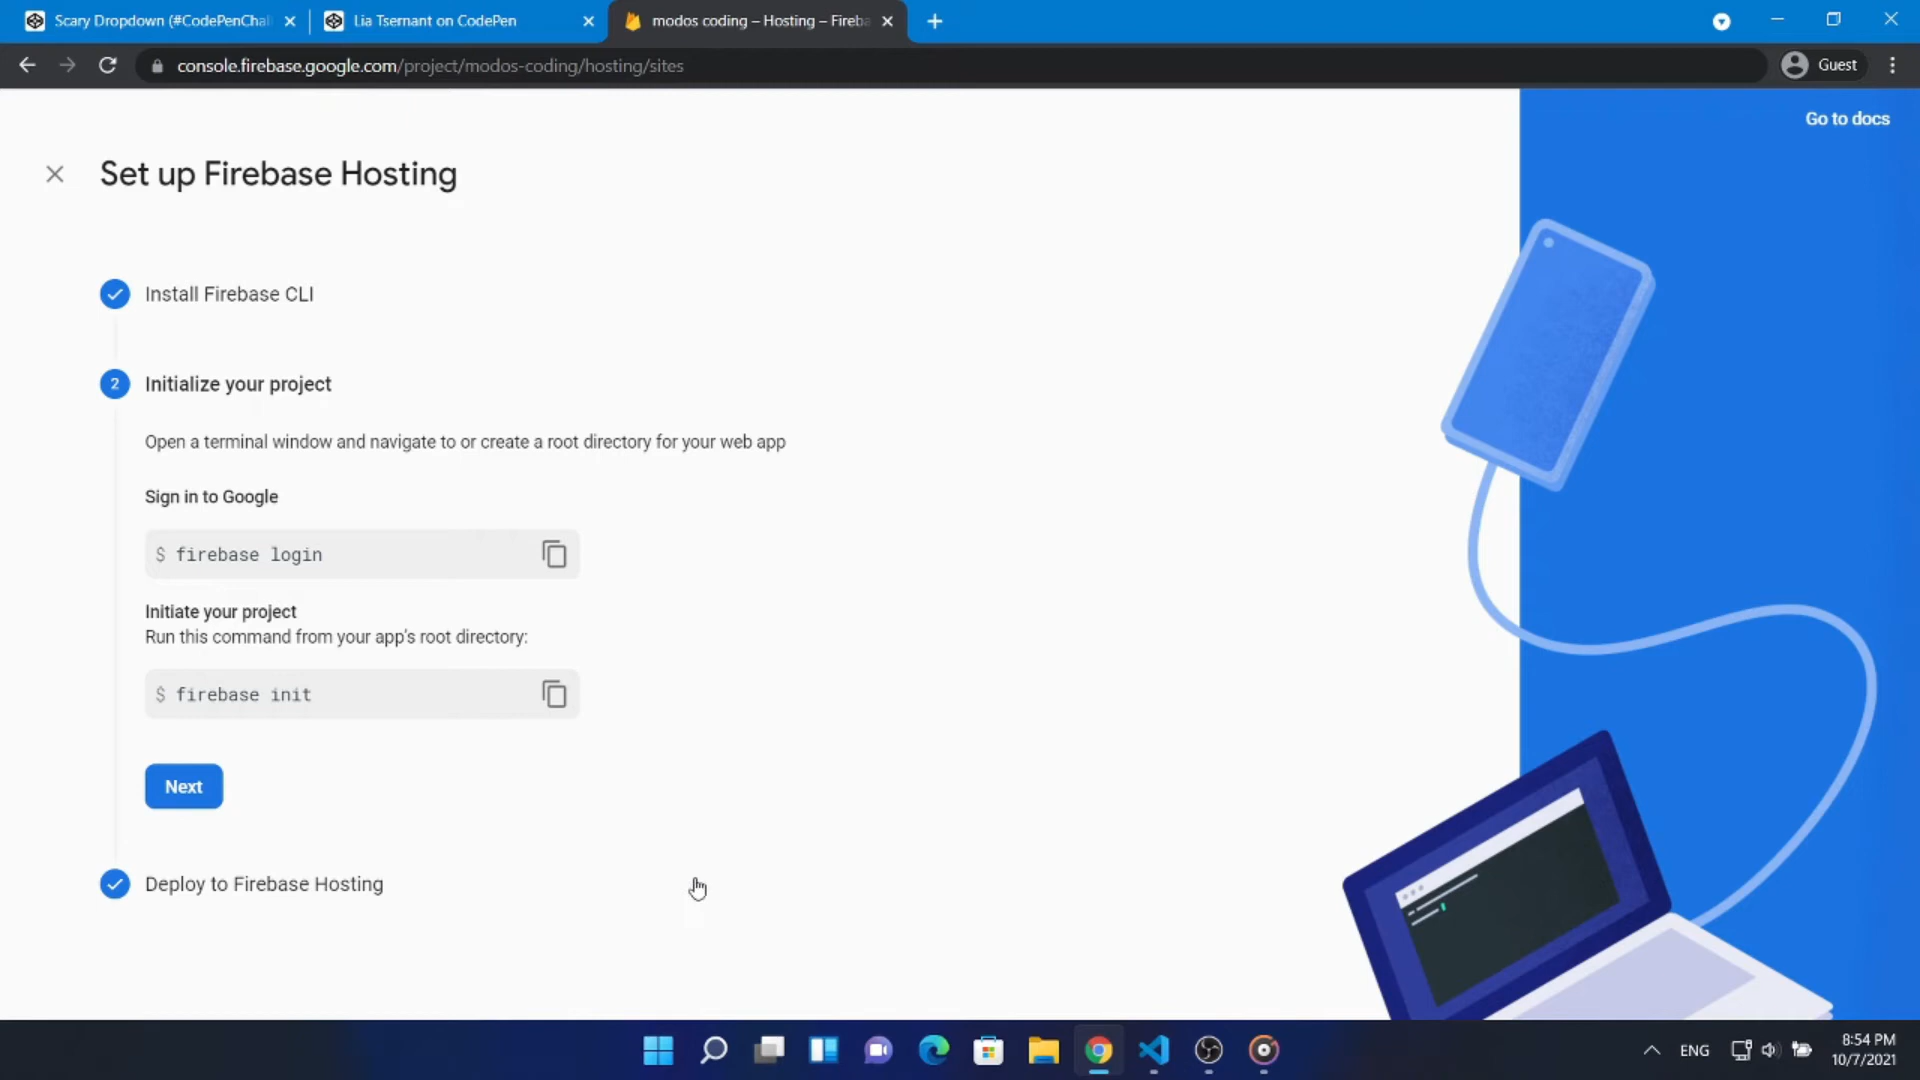 Scary Dropdown (#CodePenChal
Lia Tsernant on CodePen
modos coding – Hosting – Fireba
console.firebase.google.com/project/modos-coding/hosting/sites
Guest
Go to docs
Set up Firebase Hosting
Install Firebase CLI
2 Initialize your project
Open a terminal window and navigate to or create a root directory for your web app
Sign in to Google
$ firebase login
Initiate your project
Run this command from your app's root directory:
$ firebase init
Next
Deploy to Firebase Hosting
ENG
8:54 PM
10/7/2021